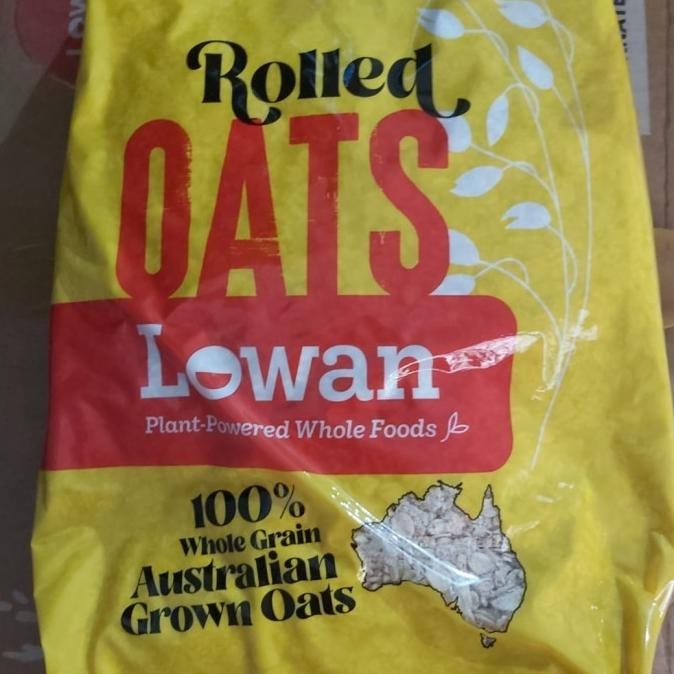 Rolled
OATS
Lowan
Plant-Powered Whole Foods
100%
Whole Grain
Australian
Grown Oats